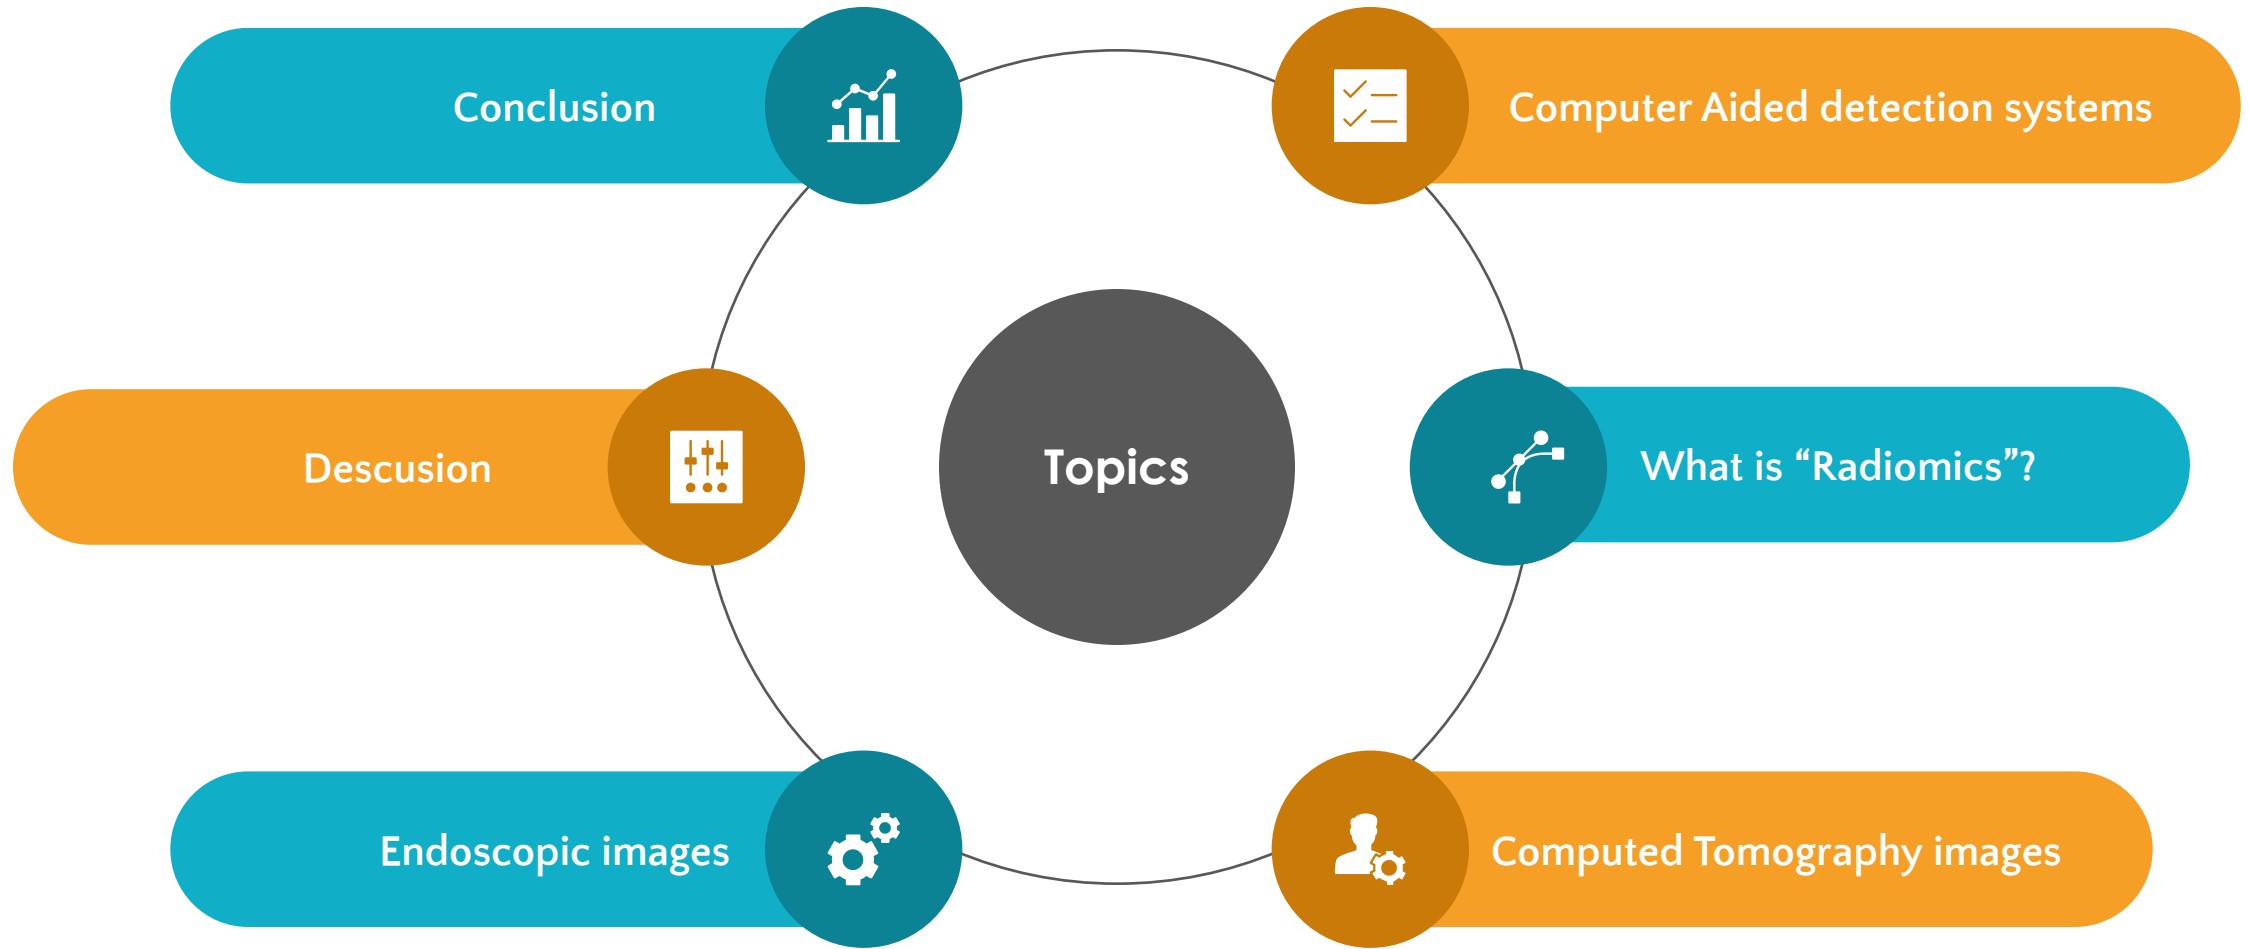 Conclusion
Computer Aided detection systems
Descusion
Topics
What is “Radiomics”?
Endoscopic images
Computed Tomography images